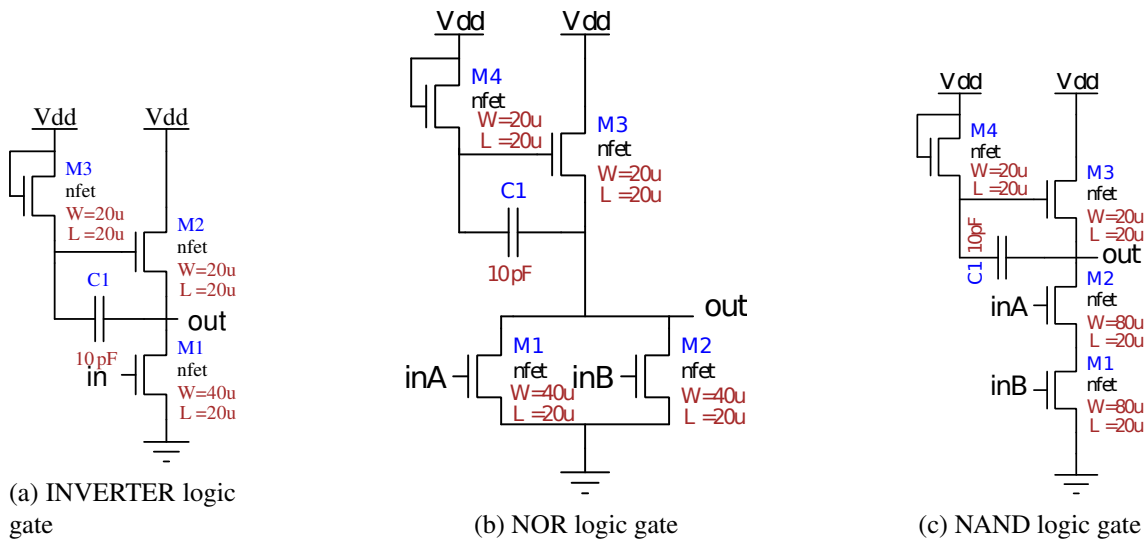 Vdd
Vdd
M3
nfet
W=20u
L=20u
M2
nfet
W=20u
L=20u
C1
10pF
out
in
M1
nfet
W=40u
L=20u
(a) INVERTER logic
gate
Vdd
Vdd
M4
nfet
W=20u
L=20u
M3
nfet
W=20u
L=20u
C1
10pF
out
inA
M1
nfet
W=40u
L=20u
inB
M2
nfet
W=40u
L=20u
(b) NOR logic gate
Vdd
Vdd
M4
nfet
W=20u
L=20u
M3
nfet
W=20u
L=20u
C1
10pF
out
inA
M2
nfet
W=80u
L=20u
inB
M1
nfet
W=80u
L=20u
(c) NAND logic gate